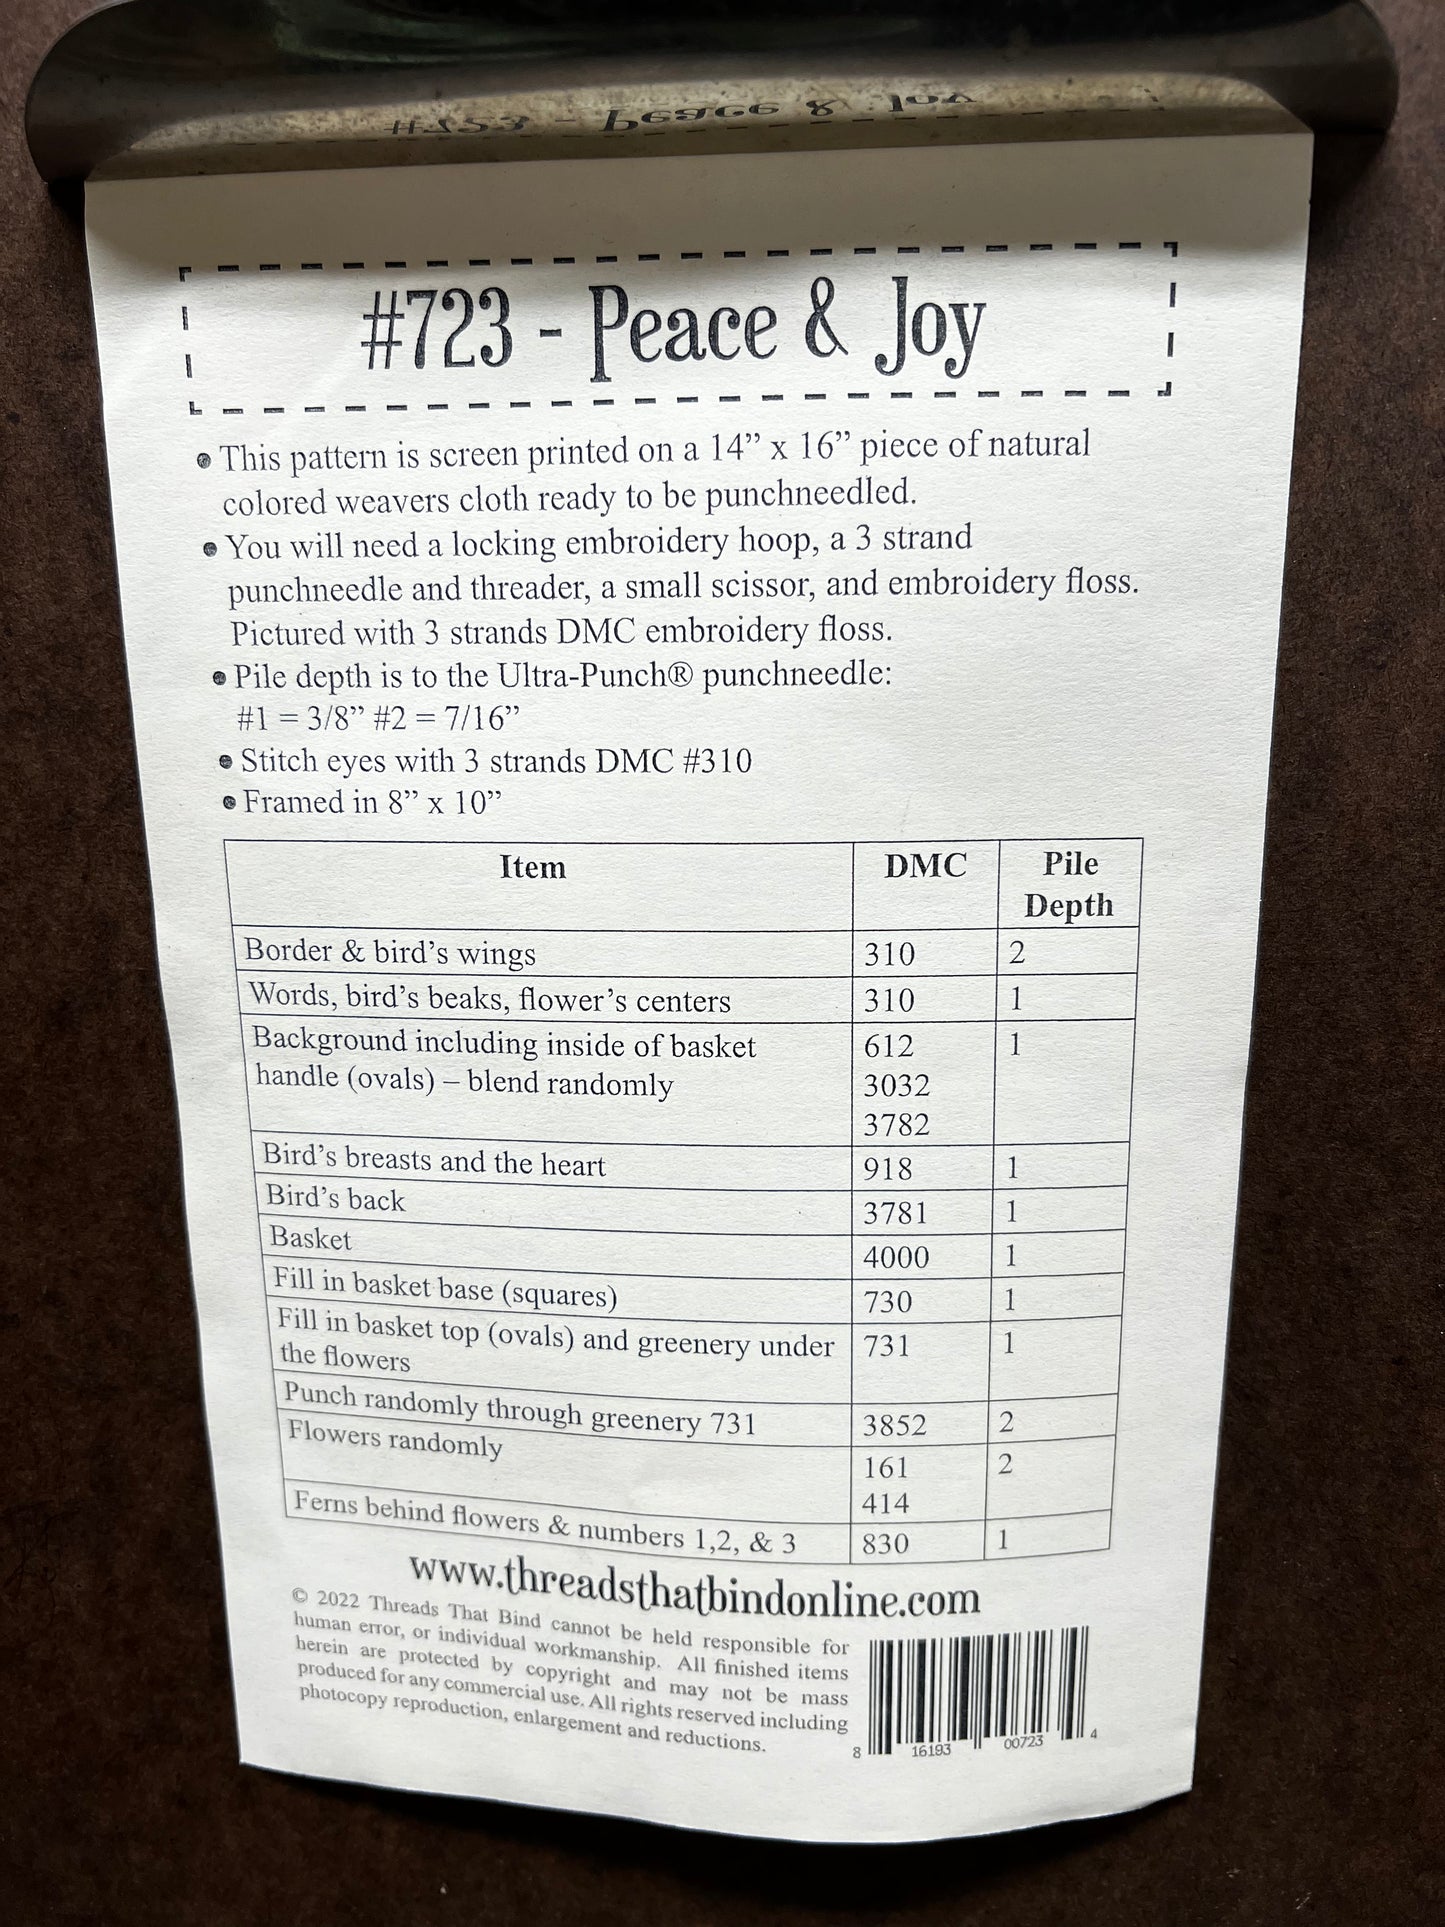 #723 - Peace & Joy
#723 - Peace & Joy
• This pattern is screen printed on a 14” x 16” piece of natural
colored weavers cloth ready to be punchneedled.
• You will need a locking embroidery hoop, a 3 strand
punchneedle and threader, a small scissor, and embroidery floss.
Pictured with 3 strands DMC embroidery floss.
• Pile depth is to the Ultra-Punch® punchneedle:
#1 = 3/8” #2 = 7/16”
• Stitch eyes with 3 strands DMC #310
• Framed in 8” x 10”
Item DMC Pile
Depth
Border & bird’s wings 310 2
Words, bird’s beaks, flower’s centers 310 1
Background including inside of basket 612 1
handle (ovals) – blend randomly 3032
3782
Bird’s breasts and the heart 918 1
Bird’s back 3781 1
Basket 4000 1
Fill in basket base (squares) 730 1
Fill in basket top (ovals) and greenery under 731 1
the flowers
Punch randomly through greenery 731 3852 2
Flowers randomly 161 2
414
Ferns behind flowers & numbers 1,2, & 3 830 1
www.threadsthatbindonline.com
© 2022 Threads That Bind cannot be held responsible for
human error, or individual workmanship. All finished items
herein are protected by copyright and may not be mass
produced for any commercial use. All rights reserved including
photocopy reproduction, enlargement and reductions.
8 16193 00723 4